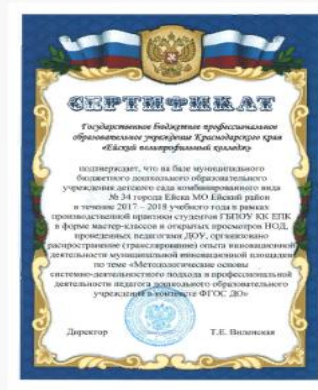 СЕРТИФИКАТ
Государственное бюджетное профессиональное
образовательное учреждение Краснодарского края
«Ейский полипрофильный колледж»
подтверждает, что на базе муниципального
бюджетного дошкольного образовательного
учреждения детского сада комбинированного вида
№ 34 города Ейска МО Ейский район
в течение 2017 – 2018 учебного года в рамках
производственной практики студентов ГБПОУ КК ЕПК
в форме мастер-классов и открытых просмотров НОД,
проведенных педагогами ДОУ, организовано
распространение (транслирование) опыта инновационной
деятельности муниципальной инновационной площадки
по теме «Методологические основы
системно-деятельностного подхода в профессиональной
деятельности педагога дошкольного образовательного
учреждения в контексте ФГОС ДО»
Директор Т.Е. Виленская